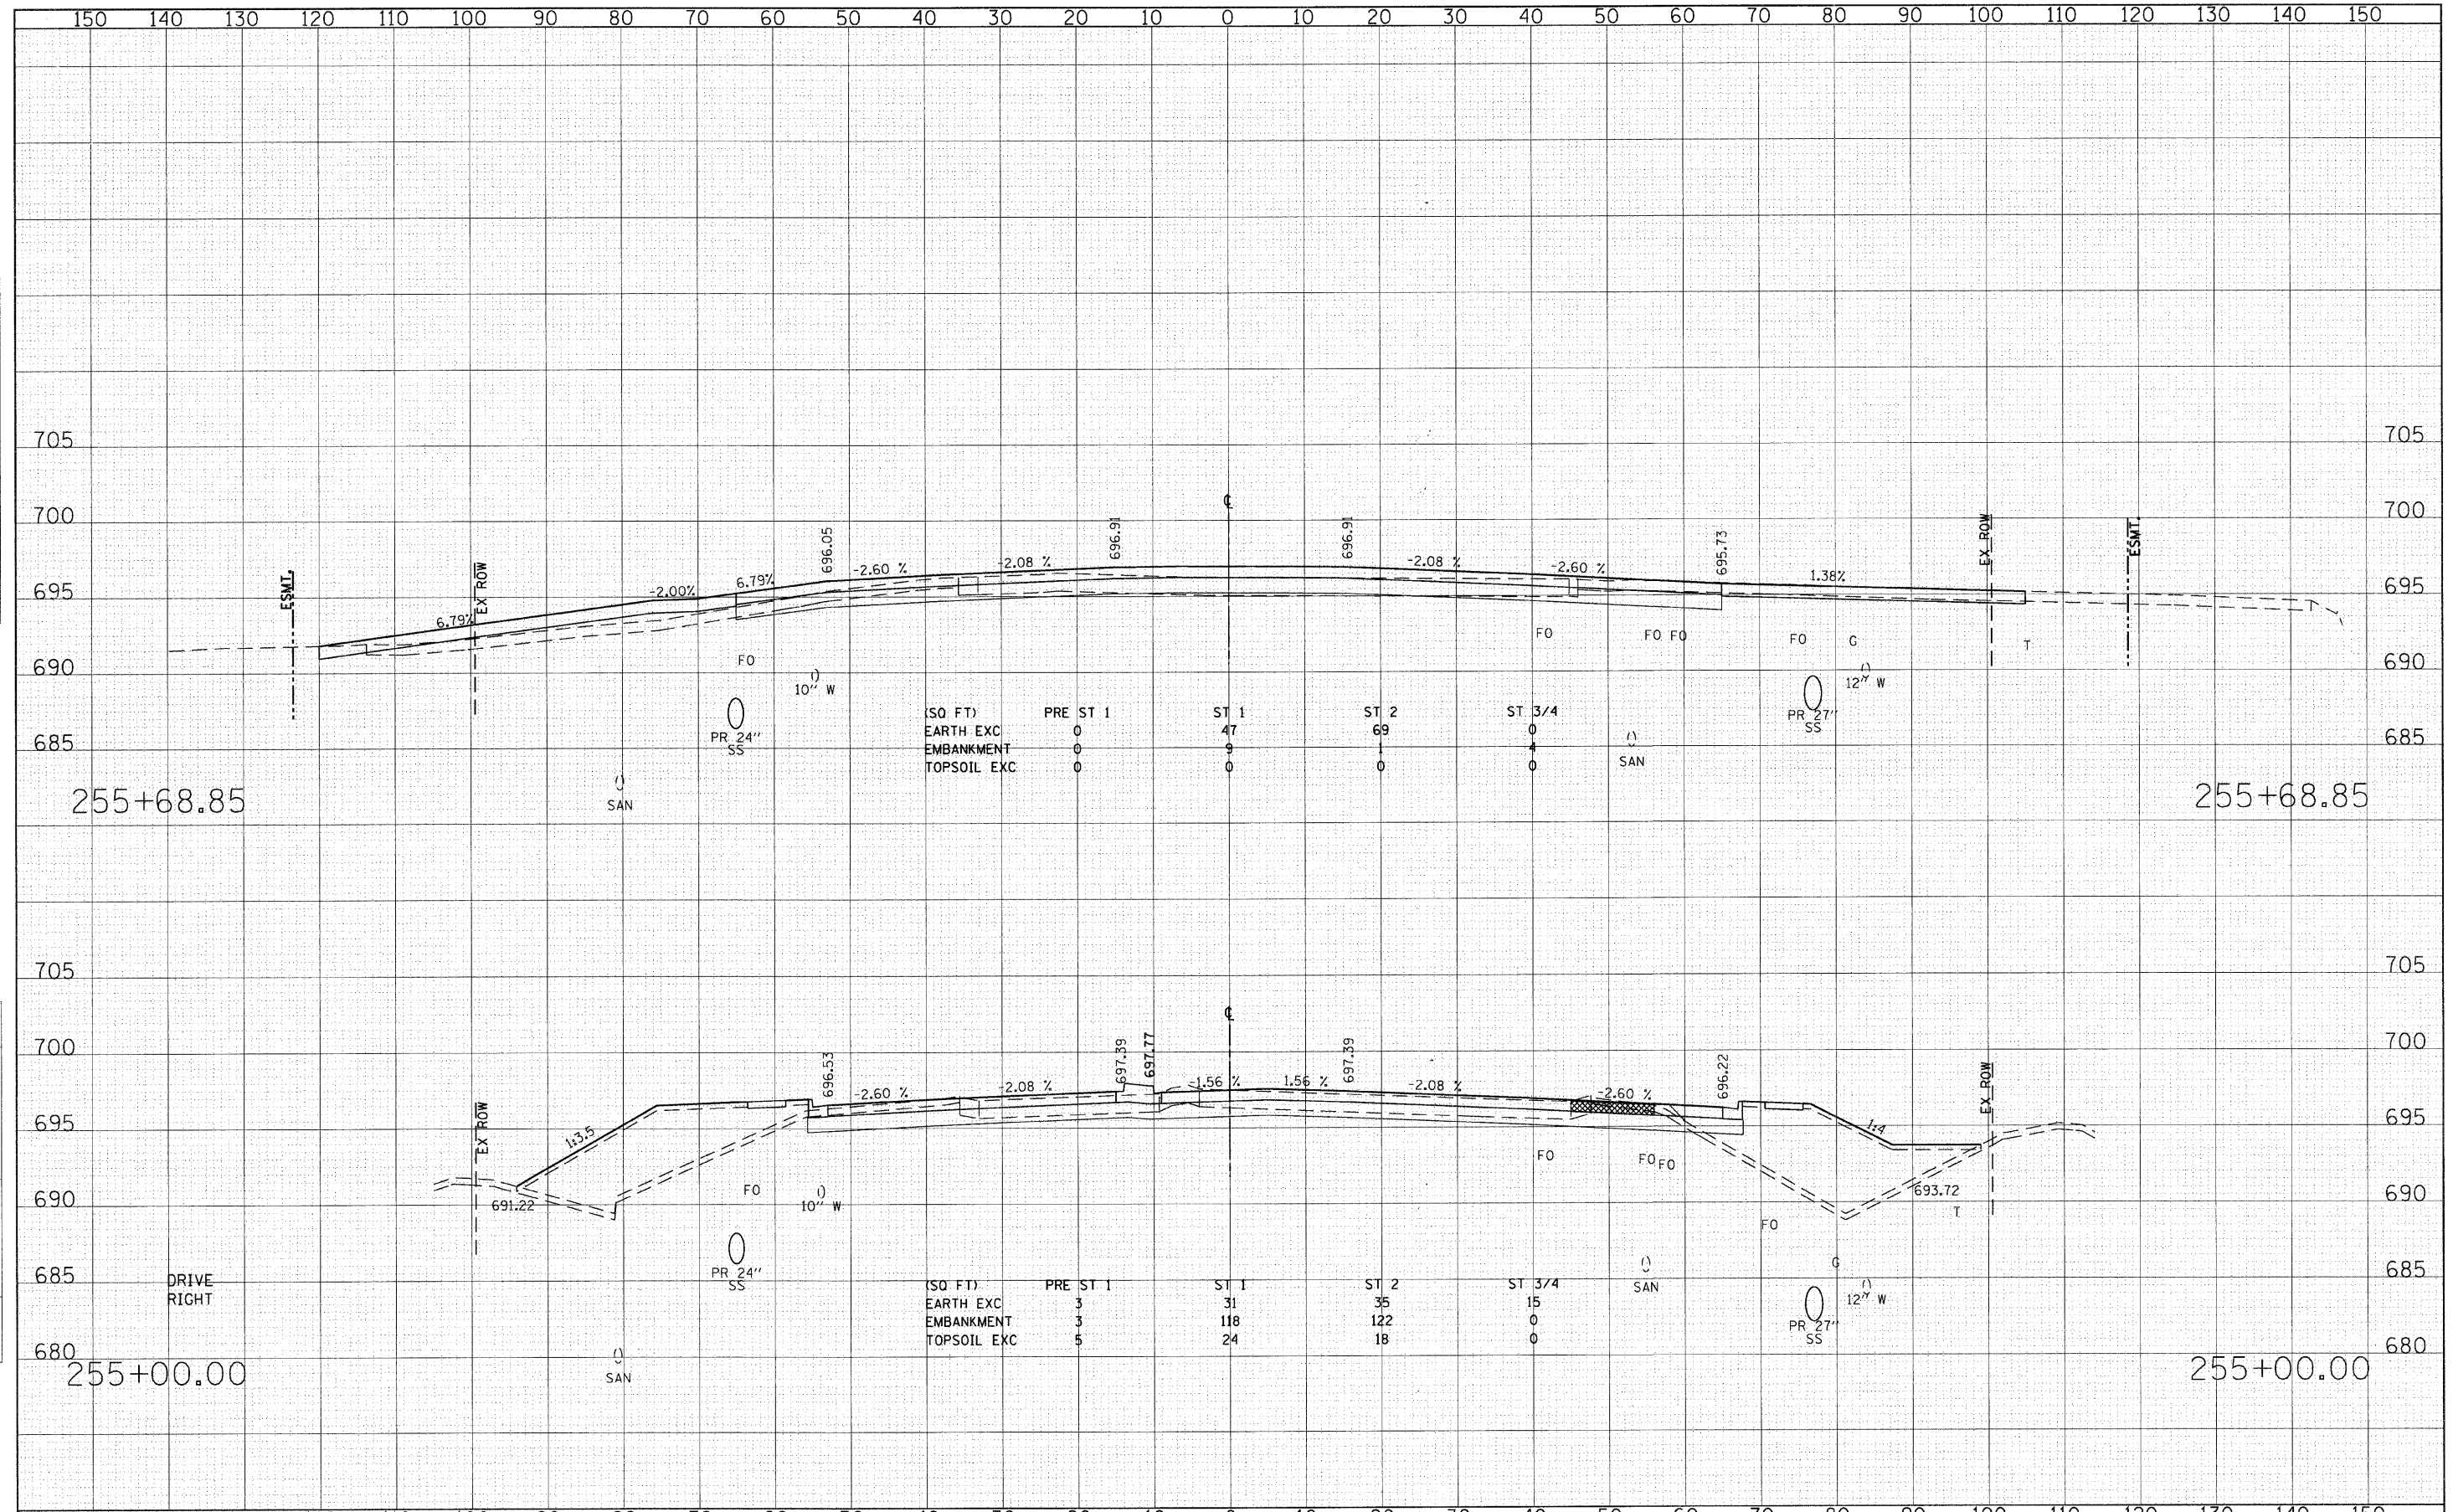 150 140 130 120 110 100 90 80 70 60 50 40 30 20 10 0 10 20 30 40 50 60 70 80 90 100 110 120 130 140 150
705 705
700 700
℄
696.05 696.91 696.91 695.73
EX ROW ESMT.
ESMT. EX ROW
6.79% -2.00% 6.79% -2.60 % -2.08 % -2.08 % -2.60 % 1.38%
695 695
FO FO FO FO G T
FO
690 690
10" W 12" W
(SQ FT) PRE ST 1 ST 1 ST 2 ST 3/4
EARTH EXC 0 47 69 0
EMBANKMENT 0 9 1 4
TOPSOIL EXC 0 0 0 0
PR 24"
SS
PR 27"
SS
685 685
SAN
SAN
255+68.85 255+68.85
705 705
℄
700 700
696.53 697.39 697.77 697.39 696.22
EX ROW EX ROW
1:3.5 -2.60 % -2.08 % -1.56 % 1.56 % -2.08 % -2.60 % 1:4
695 695
FO FO FO
FO
10" W
691.22 693.72
690 690
T
FO
G
PR 24"
SS
SAN
12" W
685 685
DRIVE
RIGHT
(SQ FT) PRE ST 1 ST 1 ST 2 ST 3/4
EARTH EXC 3 31 35 15
EMBANKMENT 3 118 122 0
TOPSOIL EXC 5 24 18 0
PR 27"
SS
680 680
SAN
255+00.00 255+00.00